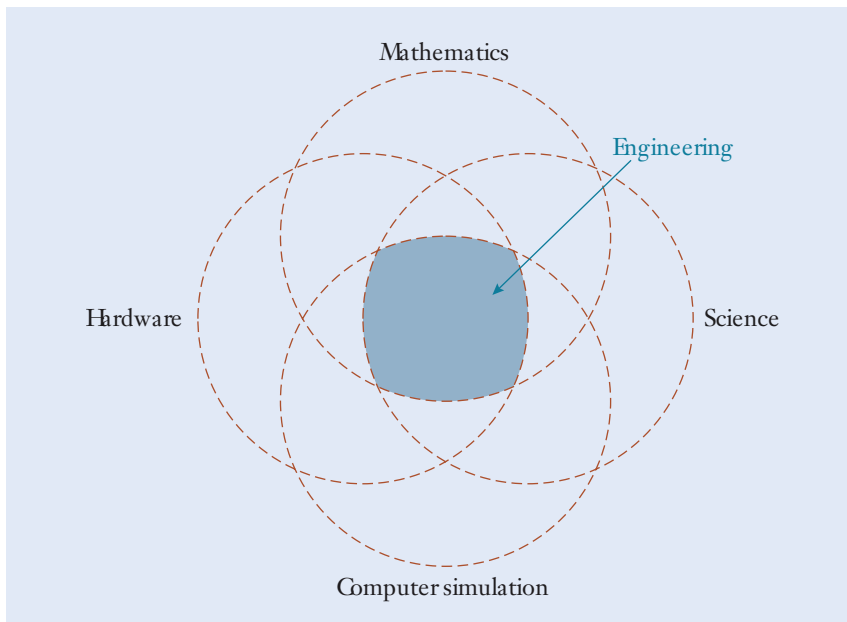 Mathematics
Engineering
Hardware
Science
Computer simulation